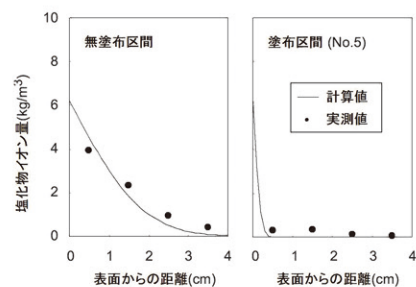 無塗布区間
塗布区間 (No.5)
計算値
実測値
塩化物イオン量(kg/m³)
10
8
6
4
2
0
0 1 2 3 4
0 1 2 3 4
表面からの距離(cm)
表面からの距離(cm)